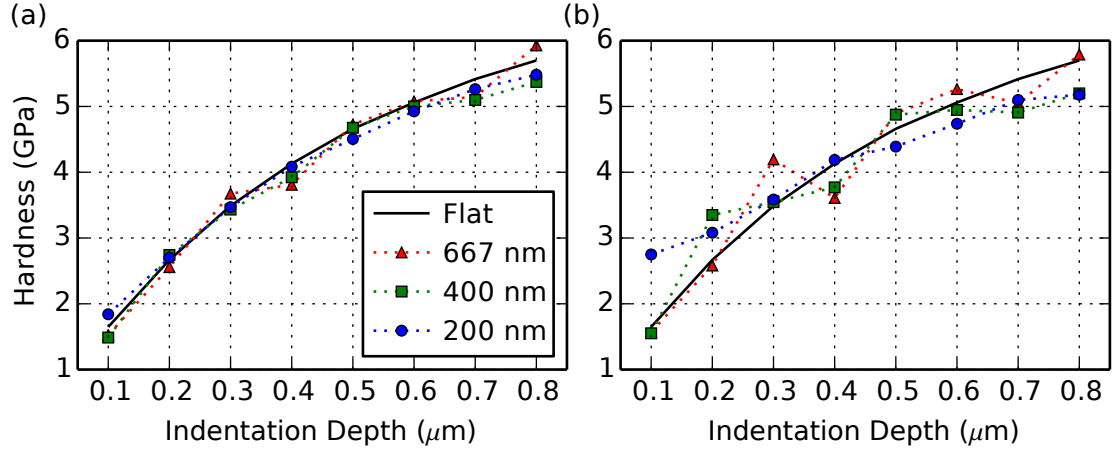 (a)
(b)
Hardness (GPa)
6
5
4
3
2
1
0.1 0.2 0.3 0.4 0.5 0.6 0.7 0.8
Indentation Depth (μm)
Flat
667 nm
400 nm
200 nm
6
5
4
3
2
1
0.1 0.2 0.3 0.4 0.5 0.6 0.7 0.8
Indentation Depth (μm)